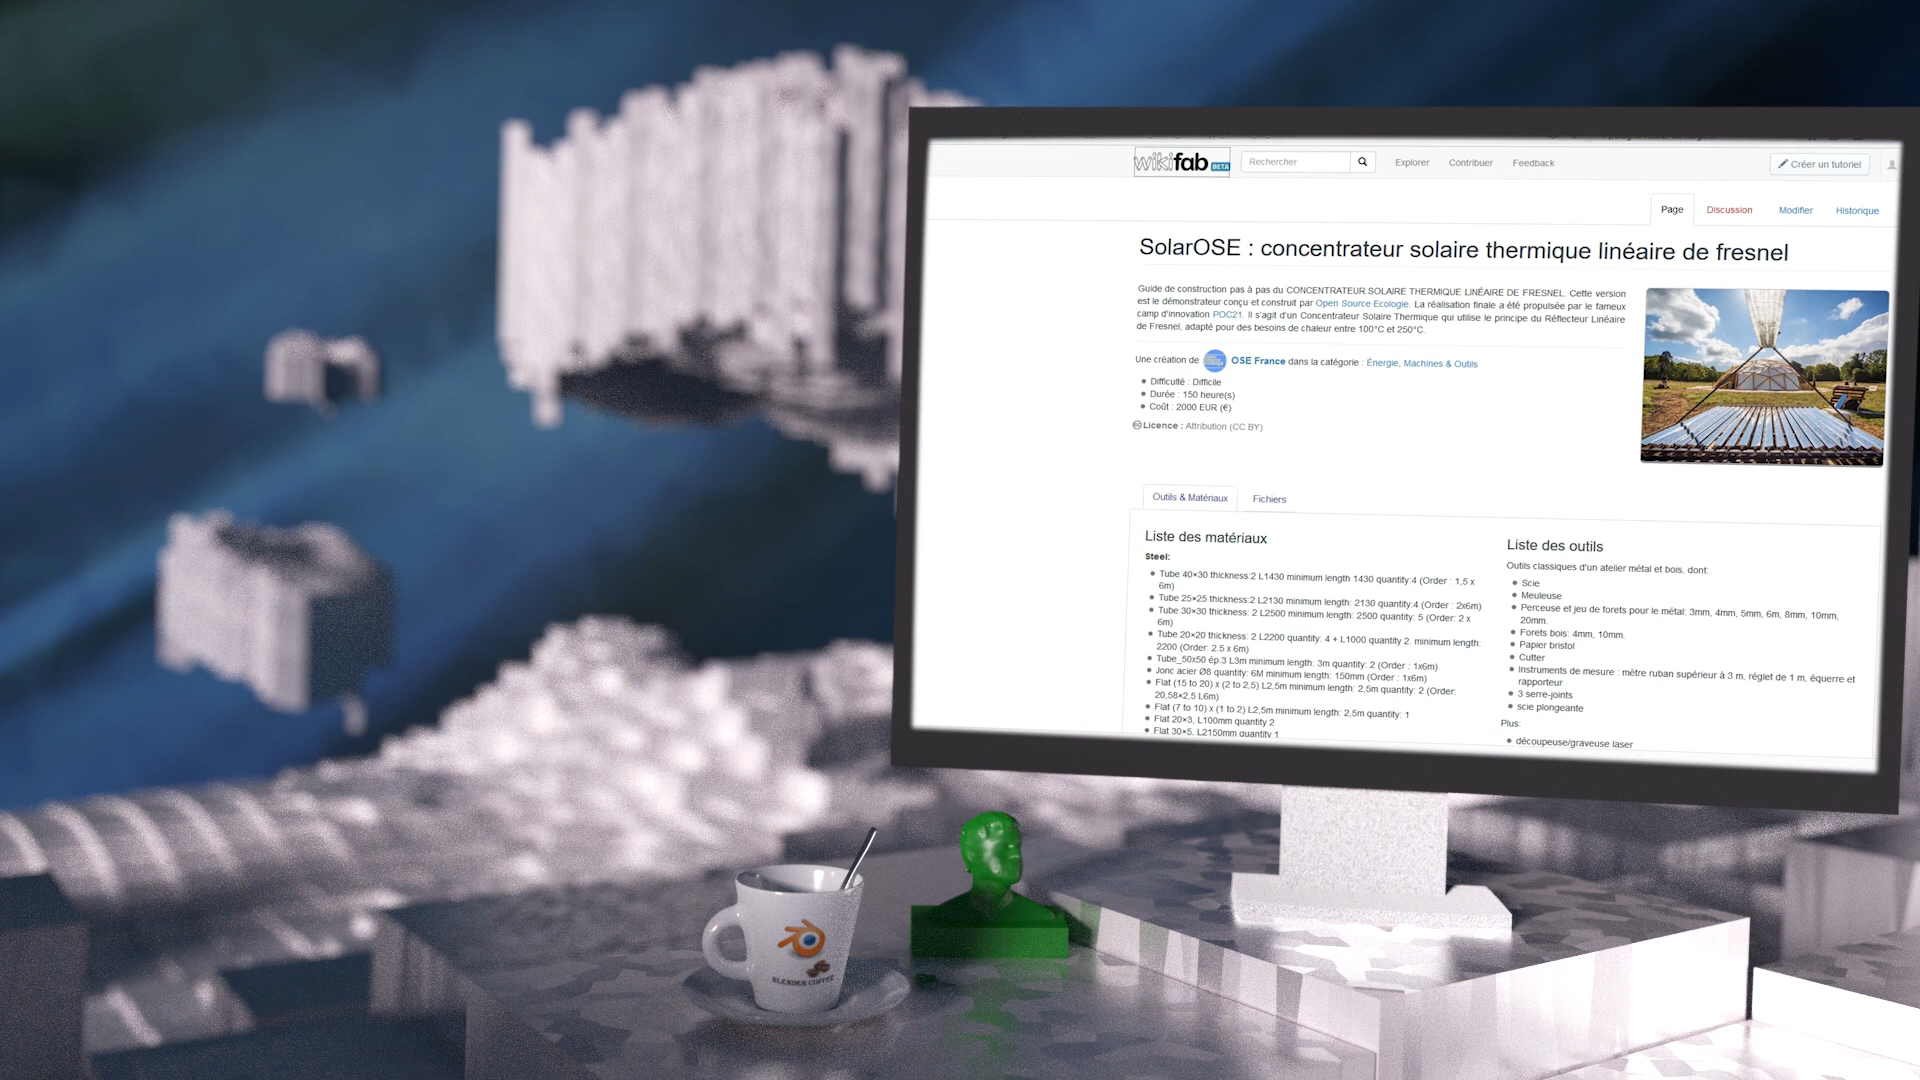 wikifab BETA
Rechercher
Explorer
Contribuer
Feedback
Créer un tutoriel
Page
Discussion
Modifier
Historique
SolarOSE : concentrateur solaire thermique linéaire de fresnel
Guide de construction pas à pas du CONCENTRATEUR SOLAIRE THERMIQUE LINÉAIRE DE FRESNEL. Cette version
est le démonstrateur conçu et construit par Open Source Ecologie. La réalisation finale a été propulsée par le fameux
camp d'innovation POC21. Il s'agit d'un Concentrateur Solaire Thermique qui utilise le principe du Réflecteur Linéaire
de Fresnel, adapté pour des besoins de chaleur entre 100°C et 250°C.
Une création de OSE France dans la catégorie : Énergie, Machines & Outils
Difficulté : Difficile
Durée : 150 heure(s)
Coût : 2000 EUR (€)
Licence : Attribution (CC BY)
Outils & Matériaux
Fichiers
Liste des matériaux
Steel:
Tube 40×30 thickness:2 L1430 minimum length 1430 quantity:4 (Order : 1,5 x
6m)
Tube 25×25 thickness:2 L2130 minimum length: 2130 quantity:4 (Order : 2x6m)
Tube 30×30 thickness: 2 L2500 minimum length: 2500 quantity: 5 (Order: 2 x
6m)
Tube 20×20 thickness: 2 L2200 quantity: 4 + L1000 quantity 2. minimum length:
2200 (Order: 2.5 x 6m)
Tube_50x50 ép.3 L3m minimum length: 3m quantity: 2 (Order : 1x6m)
Jonc acier Ø8 quantity: 6M minimum length: 150mm (Order : 1x6m)
Flat (15 to 20) x (2 to 2,5) L2,5m minimum length: 2,5m quantity: 2 (Order:
20,58×2,5 L6m)
Flat (7 to 10) x (1 to 2) L2,5m minimum length: 2,5m quantity: 1
Flat 20×3, L100mm quantity 2
Flat 30×5, L2150mm quantity 1
Liste des outils
Outils classiques d'un atelier métal et bois, dont:
Scie
Meuleuse
Perceuse et jeu de forets pour le métal: 3mm, 4mm, 5mm, 6m, 8mm, 10mm,
20mm.
Forets bois: 4mm, 10mm.
Papier bristol
Cutter
Instruments de mesure : mètre ruban supérieur à 3 m, réglet de 1 m, équerre et
rapporteur
3 serre-joints
scie plongeante
Plus:
découpeuse/graveuse laser
BLENDER COFFEE